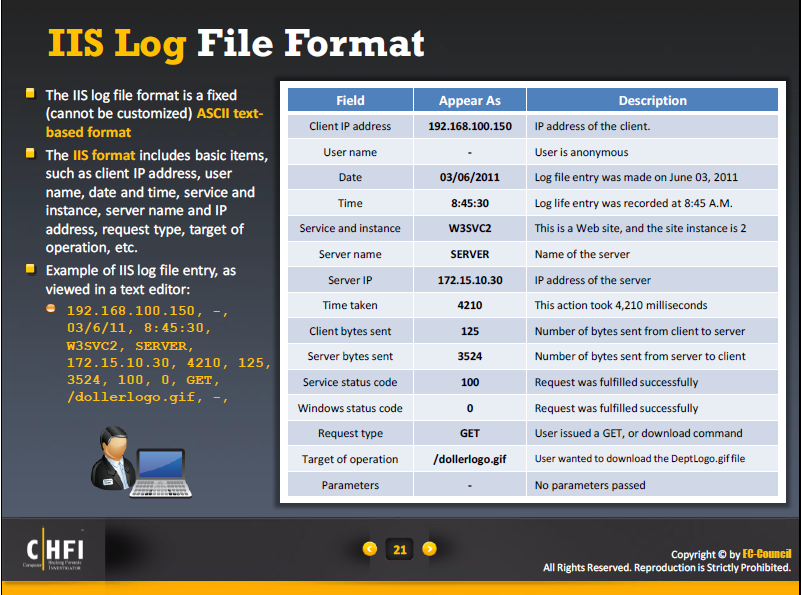 IIS Log File Format
The IIS log file format is a fixed
(cannot be customized) ASCII text-
based format
The IIS format includes basic items,
such as client IP address, user
name, date and time, service and
instance, server name and IP
address, request type, target of
operation, etc.
Example of IIS log file entry, as
viewed in a text editor:
192.168.100.150, -,
03/6/11, 8:45:30,
W3SVC2, SERVER,
172.15.10.30, 4210, 125,
3524, 100, 0, GET,
/dollerlogo.gif, -,
Field Appear As Description
Client IP address 192.168.100.150 IP address of the client.
User name - User is anonymous
Date 03/06/2011 Log file entry was made on June 03, 2011
Time 8:45:30 Log life entry was recorded at 8:45 A.M.
Service and instance W3SVC2 This is a Web site, and the site instance is 2
Server name SERVER Name of the server
Server IP 172.15.10.30 IP address of the server
Time taken 4210 This action took 4,210 milliseconds
Client bytes sent 125 Number of bytes sent from client to server
Server bytes sent 3524 Number of bytes sent from server to client
Service status code 100 Request was fulfilled successfully
Windows status code 0 Request was fulfilled successfully
Request type GET User issued a GET, or download command
Target of operation /dollerlogo.gif User wanted to download the DeptLogo.gif file
Parameters - No parameters passed
CHFI
Computer Hacking Forensic
INVESTIGATOR
21
Copyright © by EC-Council
All Rights Reserved. Reproduction is Strictly Prohibited.